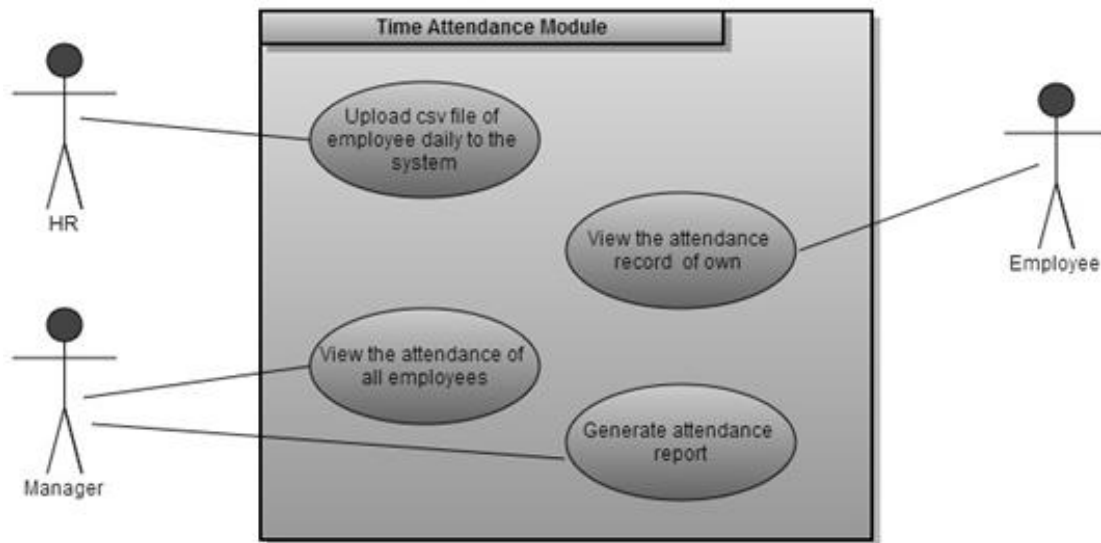 Time Attendance Module
Upload csv file of
employee daily to the
system
HR
View the attendance
record of own
Employee
View the attendance of
all employees
Generate attendance
report
Manager